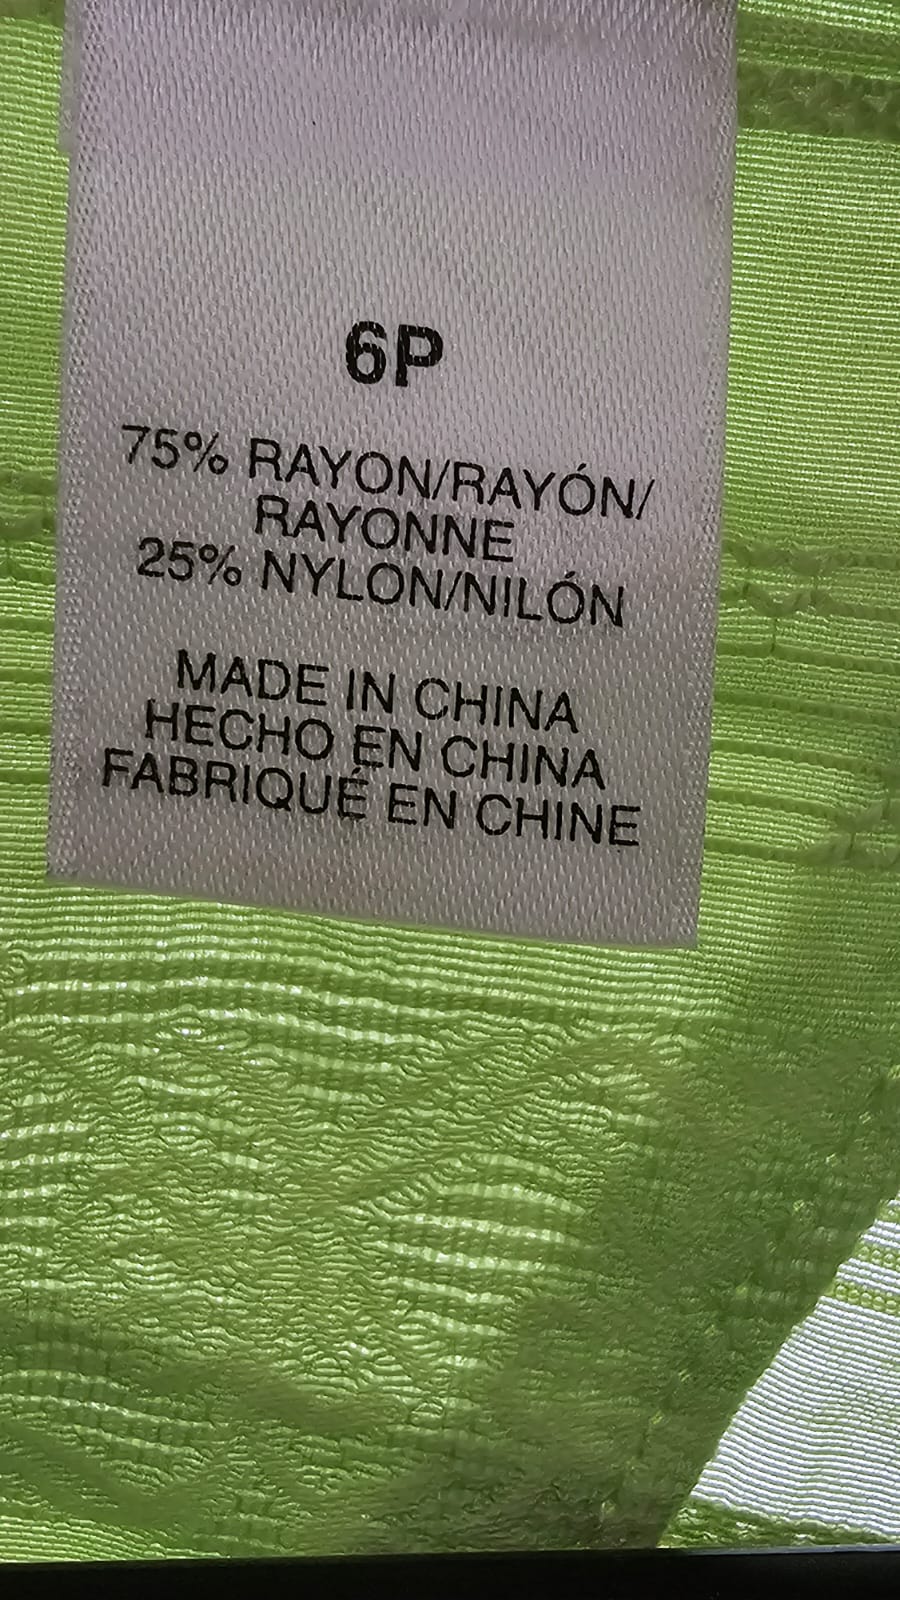 6P
75% RAYON/RAYÓN/
RAYONNE
25% NYLON/NILÓN
MADE IN CHINA
HECHO EN CHINA
FABRIQUÉ EN CHINE